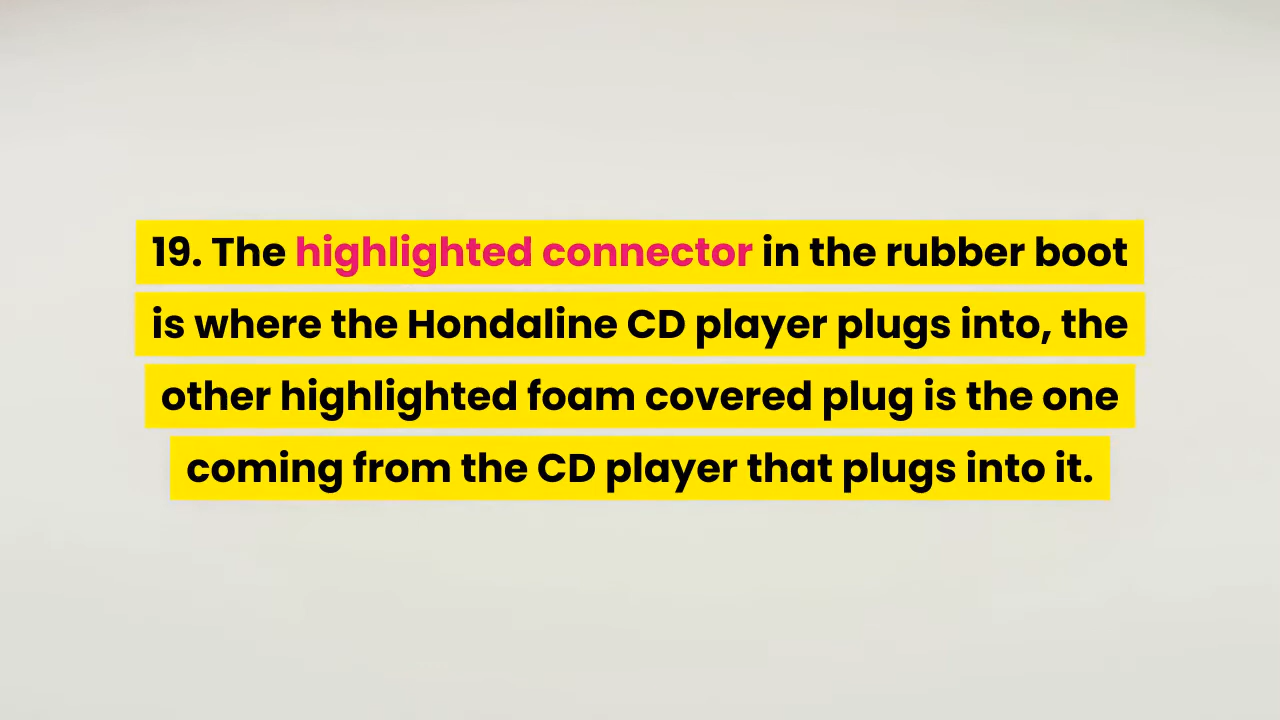 19. The highlighted connector in the rubber boot
is where the Hondaline CD player plugs into, the
other highlighted foam covered plug is the one
coming from the CD player that plugs into it.